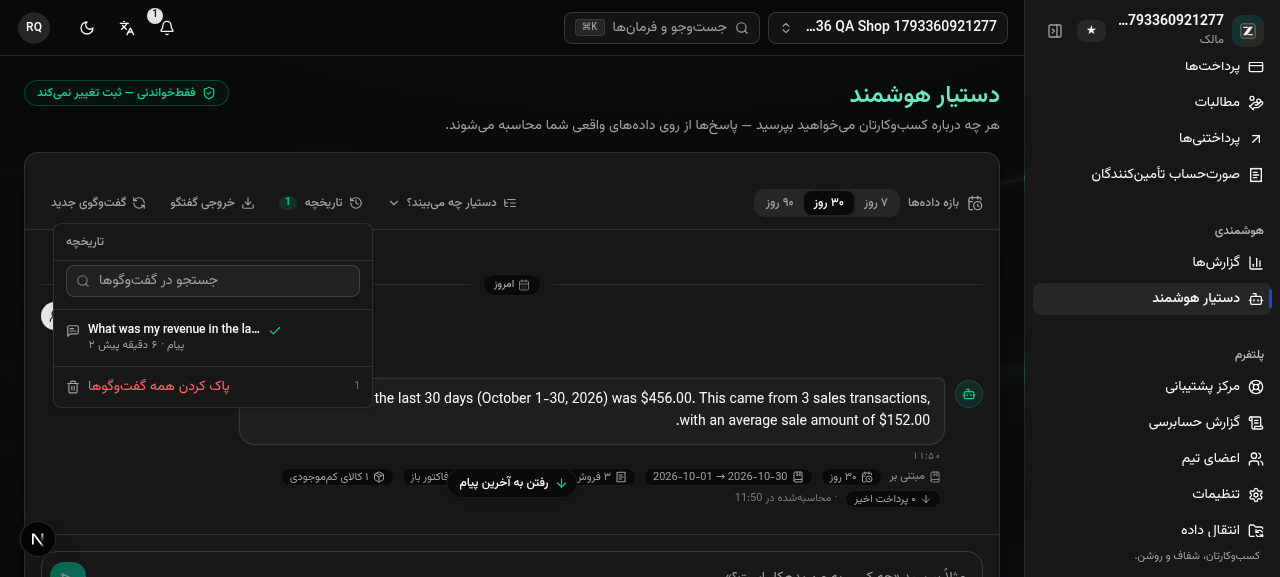 …793360921277
مالک
پرداخت‌ها
مطالبات
پرداختنی‌ها
صورت‌حساب تأمین‌کنندگان
هوشمندی
گزارش‌ها
دستیار هوشمند
پلتفرم
مرکز پشتیبانی
گزارش حسابرسی
اعضای تیم
تنظیمات
انتقال داده
کسب‌وکارتان، شفاف و روشن.
…36 QA Shop 1793360921277
جست‌وجو و فرمان‌ها
⌘K
1
RQ
دستیار هوشمند
فقط‌خواندنی — ثبت تغییر نمی‌کند
هر چه درباره کسب‌وکارتان می‌خواهید بپرسید — پاسخ‌ها از روی داده‌های واقعی شما محاسبه می‌شوند.
بازه داده‌ها
۷ روز
۳۰ روز
۹۰ روز
دستیار چه می‌بیند؟
تاریخچه
1
خروجی گفتگو
گفت‌وگوی جدید
تاریخچه
جستجو در گفت‌وگوها
What was my revenue in the la…
پیام · ۶ دقیقه پیش ۲
پاک کردن همه گفت‌وگوها
1
امروز
the last 30 days (October 1-30, 2026) was $456.00. This came from 3 sales transactions,
with an average sale amount of $152.00.
۱۱:۵۰
مبتنی بر
۳۰ روز
2026-10-01 → 2026-10-30
۳ فروش
فاکتور باز
۱ کالای کم‌موجودی
رفتن به آخرین پیام
۰ پرداخت اخیر
· محاسبه‌شده در 11:50
N